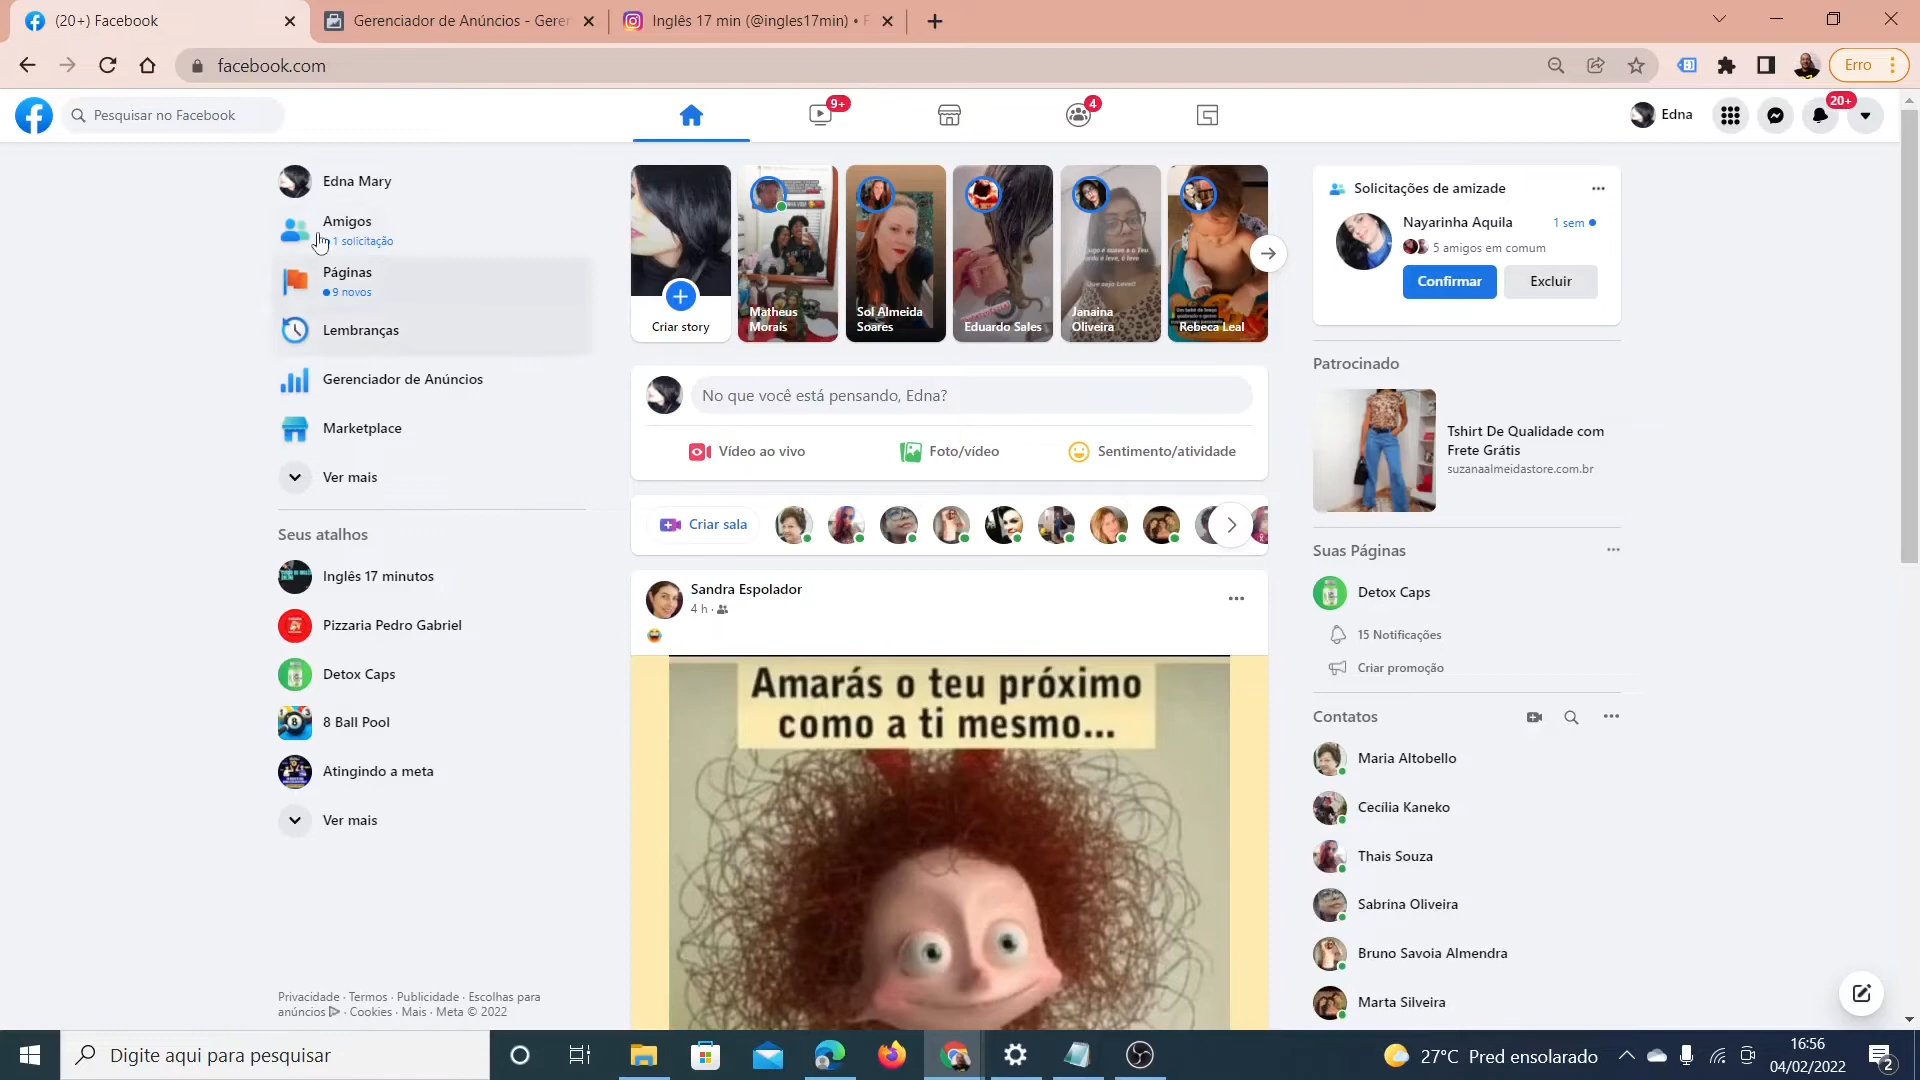 (20+) Facebook
Gerenciador de Anúncios - Geren
Inglês 17 min (@ingles17min) • F
facebook.com
Erro
Pesquisar no Facebook
9+
4
Edna
20+
Edna Mary
Amigos
1 solicitação
Páginas
9 novos
Lembranças
Gerenciador de Anúncios
Marketplace
Ver mais
Seus atalhos
Inglês 17 minutos
Pizzaria Pedro Gabriel
Detox Caps
8 Ball Pool
Atingindo a meta
Ver mais
Privacidade · Termos · Publicidade · Escolhas para
anúncios · Cookies · Mais · Meta © 2022
Criar story
Matheus
Morais
Sol Almeida
Soares
Eduardo Sales
Janaina
Oliveira
Rebeca Leal
No que você está pensando, Edna?
Vídeo ao vivo
Foto/vídeo
Sentimento/atividade
Criar sala
Sandra Espolador
4 h ·
Amarás o teu próximo
como a ti mesmo...
Solicitações de amizade
Nayarinha Aquila
1 sem
5 amigos em comum
Confirmar
Excluir
Patrocinado
Tshirt De Qualidade com
Frete Grátis
suzanaalmeidastore.com.br
Suas Páginas
Detox Caps
15 Notificações
Criar promoção
Contatos
Maria Altobello
Cecília Kaneko
Thais Souza
Sabrina Oliveira
Bruno Savoia Almendra
Marta Silveira
Digite aqui para pesquisar
27°C Pred ensolarado
16:56
04/02/2022
2